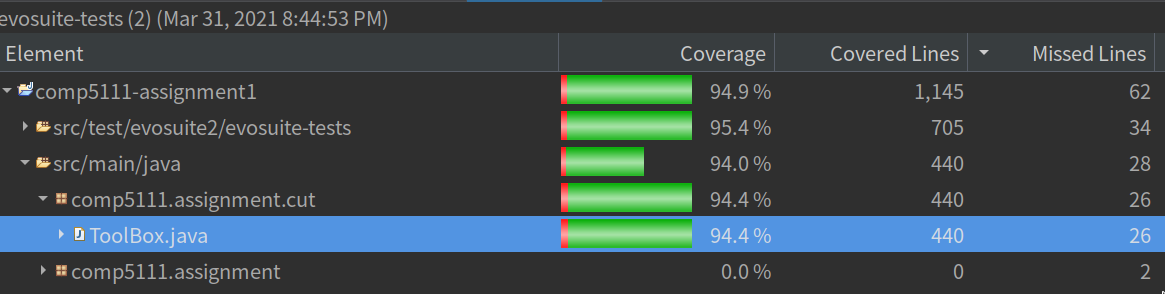 evosuite-tests (2) (Mar 31, 2021 8:44:53 PM)
Element Coverage Covered Lines Missed Lines
comp5111-assignment1 94.9 % 1,145 62
src/test/evosuite2/evosuite-tests 95.4 % 705 34
src/main/java 94.0 % 440 28
comp5111.assignment.cut 94.4 % 440 26
ToolBox.java 94.4 % 440 26
comp5111.assignment 0.0 % 0 2